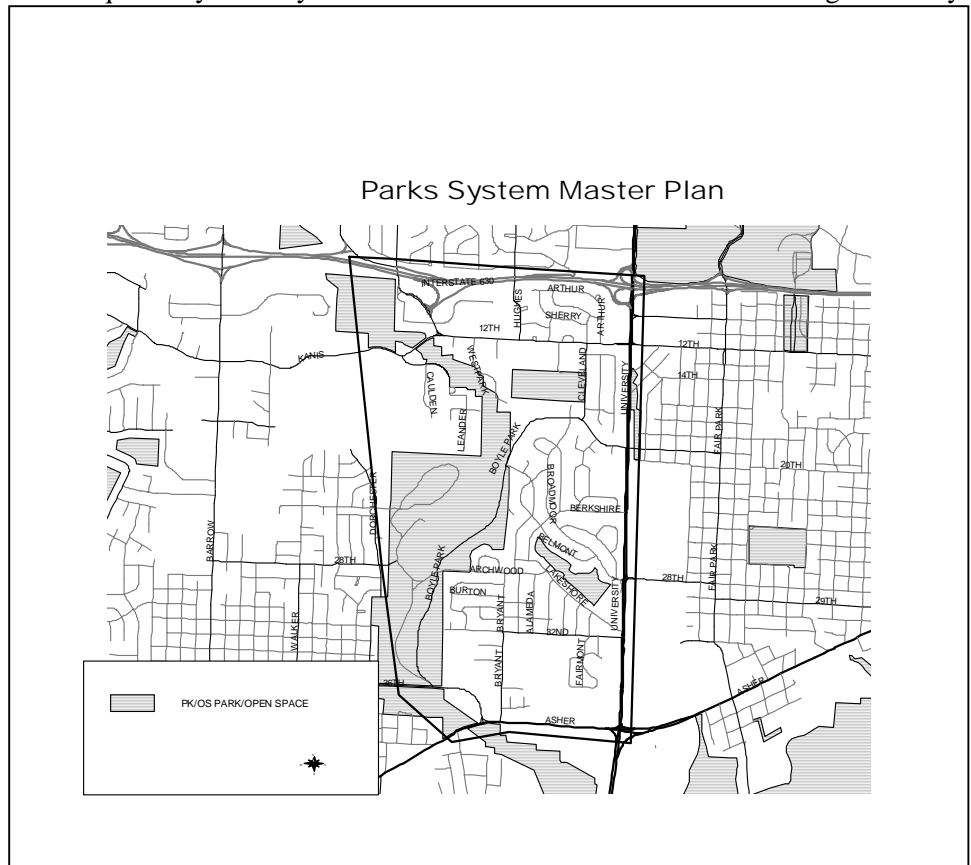 Parks System Master Plan
INTERSTATE 630
ARTHUR
HUGHES
SHERRY
ARTHUR
12TH
12TH
KANIS
WESTPARK
CLEVELAND
UNIVERSITY
14TH
CAULDEN
LEANDER
FAIR PARK
BOYLE PARK
20TH
BROADMOOR
DORCHESTER
BERKSHIRE
BARROW
BELMONT
28TH
ARCHWOOD
LAKESHORE
28TH
FAIR PARK
BOYLE PARK
BURTON
BRYANT
ALAMEDA
UNIVERSITY
29TH
WALKER
32ND
BRYANT
FAIRMONT
36TH
ASHER
ASHER
PK/OS PARK/OPEN SPACE